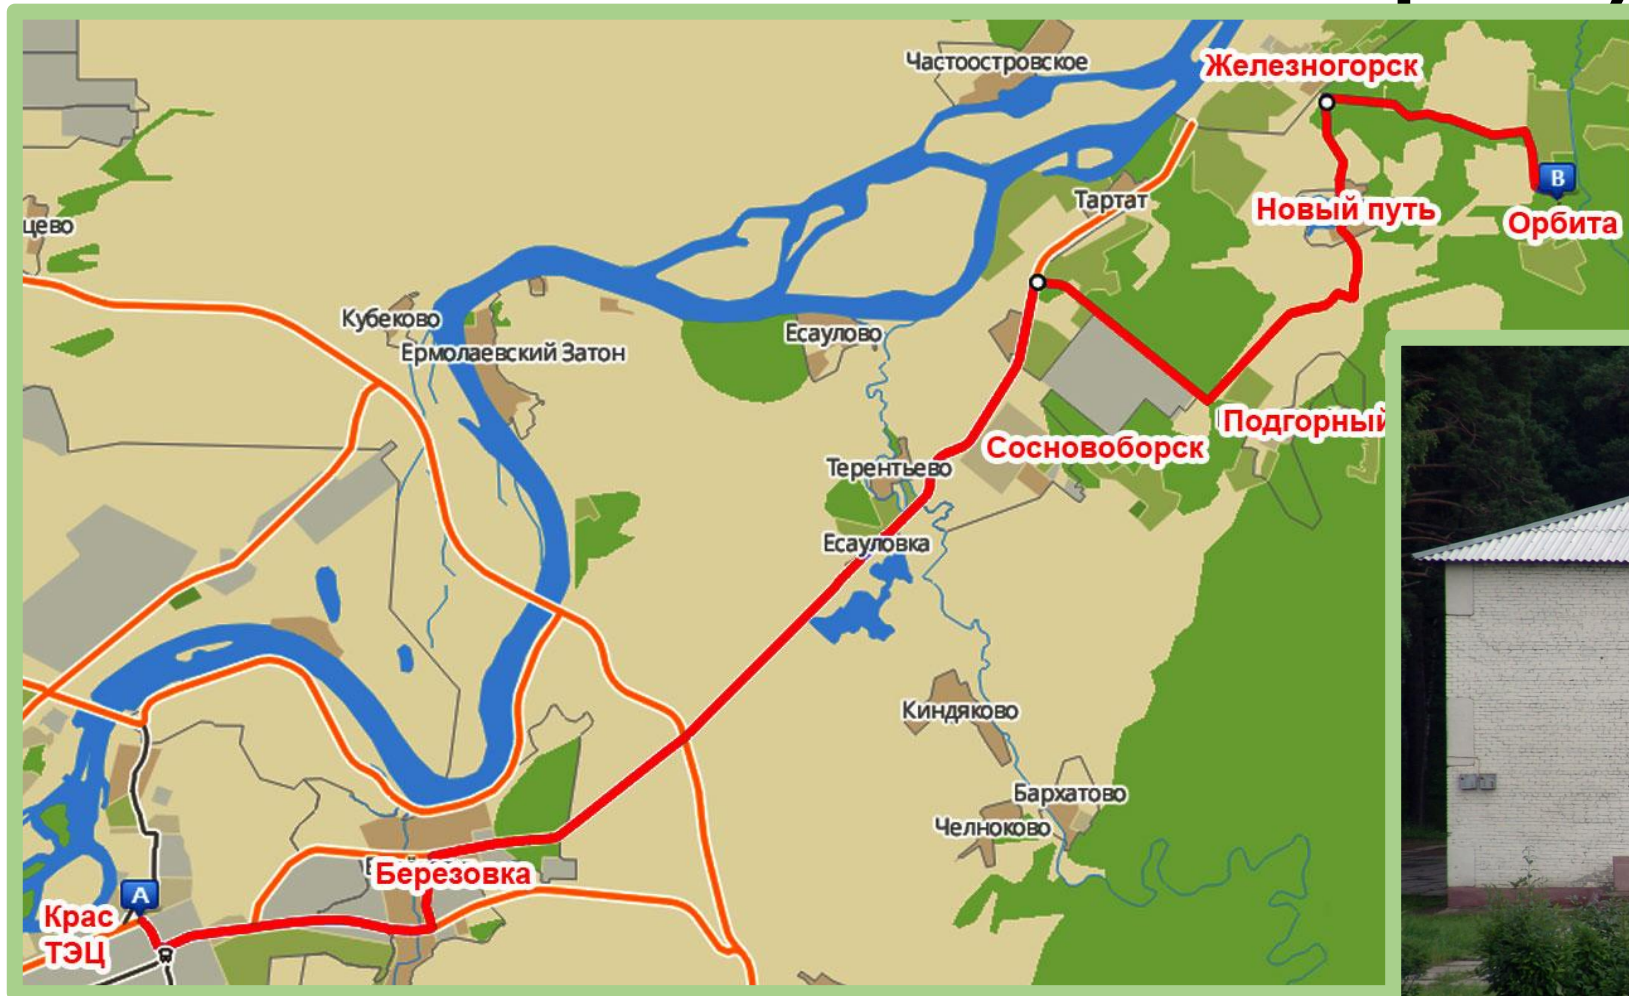 Частоостровское
Железногорск
B
Тартат
Новый путь
Орбита
цево
Кубеково
Есаулово
Ермолаевский Затон
Подгорный
Сосновоборск
Терентьево
Есауловка
Киндяково
Бархатово
Челноково
Березовка
A
Крас
ТЭЦ